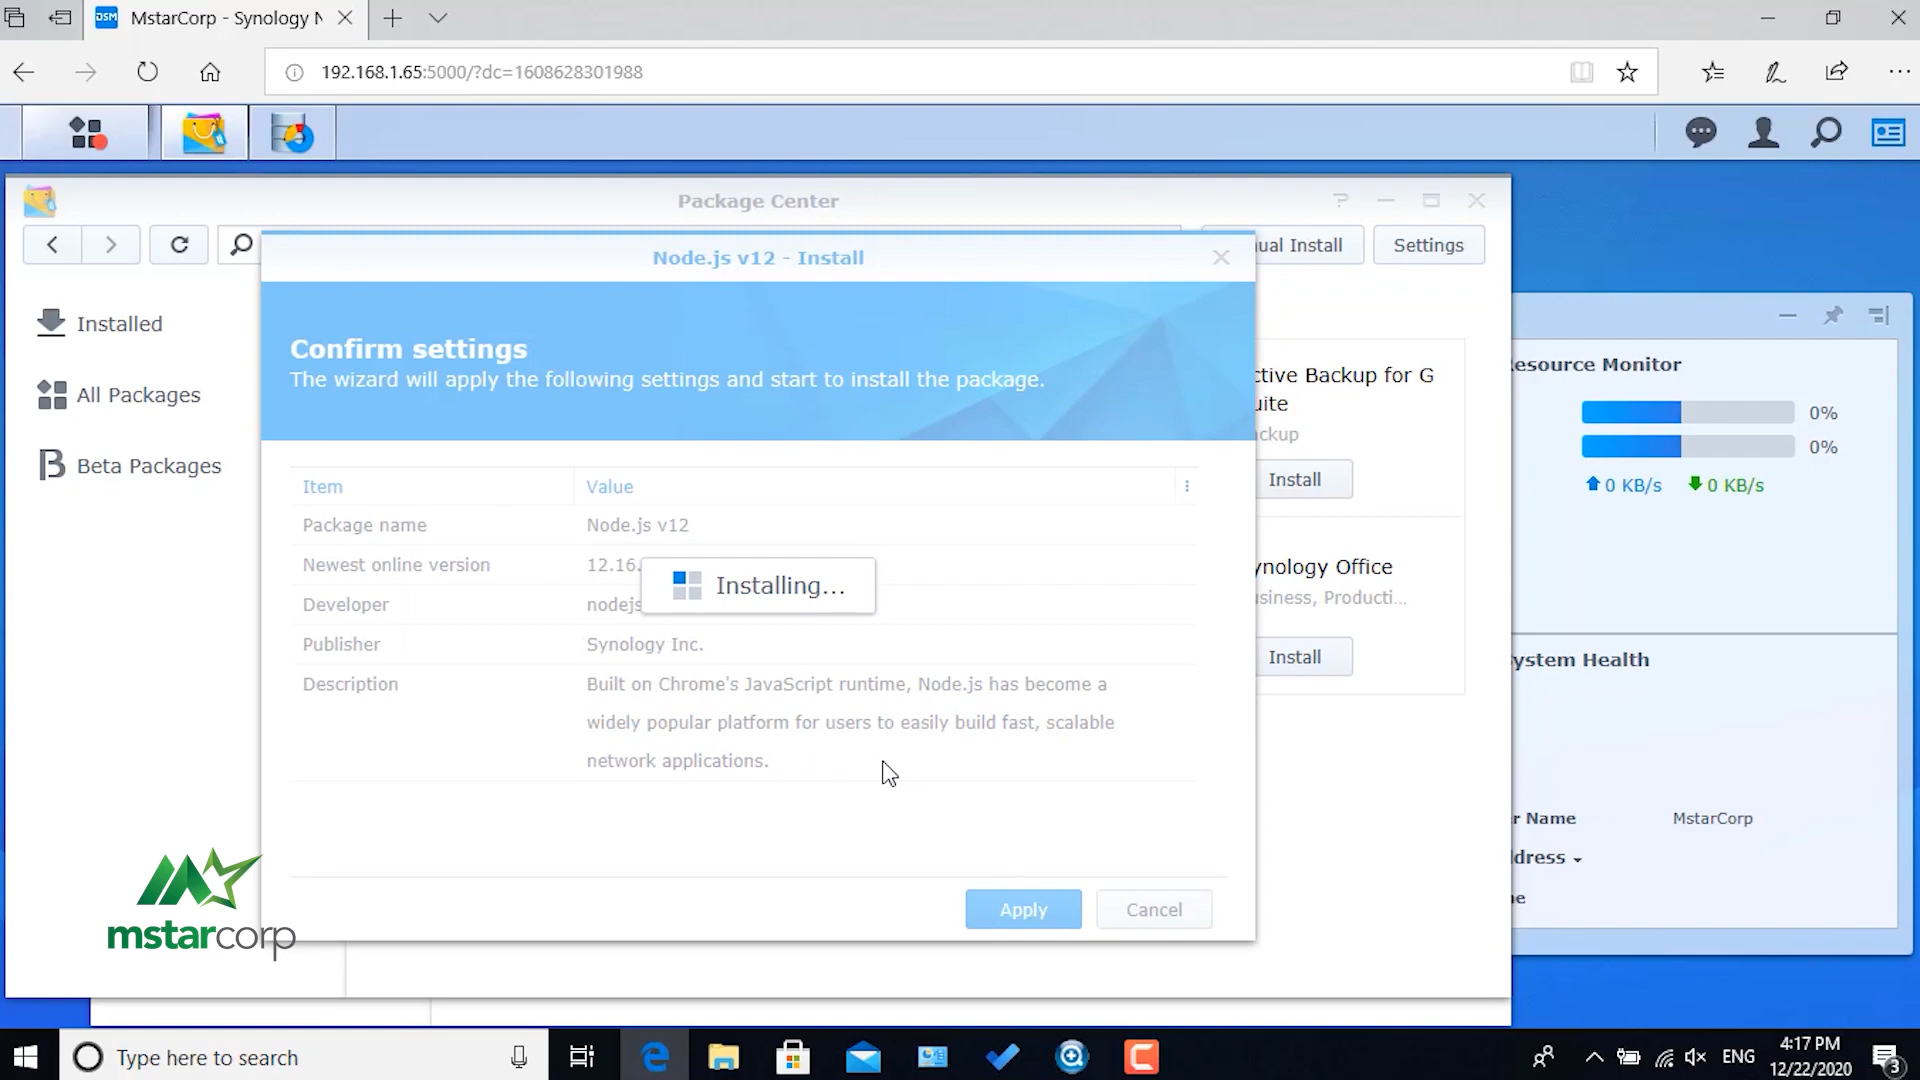 DSM
MstarCorp - Synology N
192.168.1.65:5000/?dc=1608628301988
Package Center
Node.js v12 - Install
ual Install
Settings
Installed
All Packages
Beta Packages
Confirm settings
The wizard will apply the following settings and start to install the package.
Item
Value
Package name
Node.js v12
Newest online version
12.16.
Developer
nodejs
Publisher
Synology Inc.
Description
Built on Chrome's JavaScript runtime, Node.js has become a
widely popular platform for users to easily build fast, scalable
network applications.
Installing...
Apply
Cancel
ctive Backup for G
uite
ckup
Install
ynology Office
siness, Producti...
Install
esource Monitor
0%
0%
0 KB/s
0 KB/s
ystem Health
r Name
MstarCorp
ddress
me
mstarcorp
Type here to search
ENG
4:17 PM
12/22/2020
3